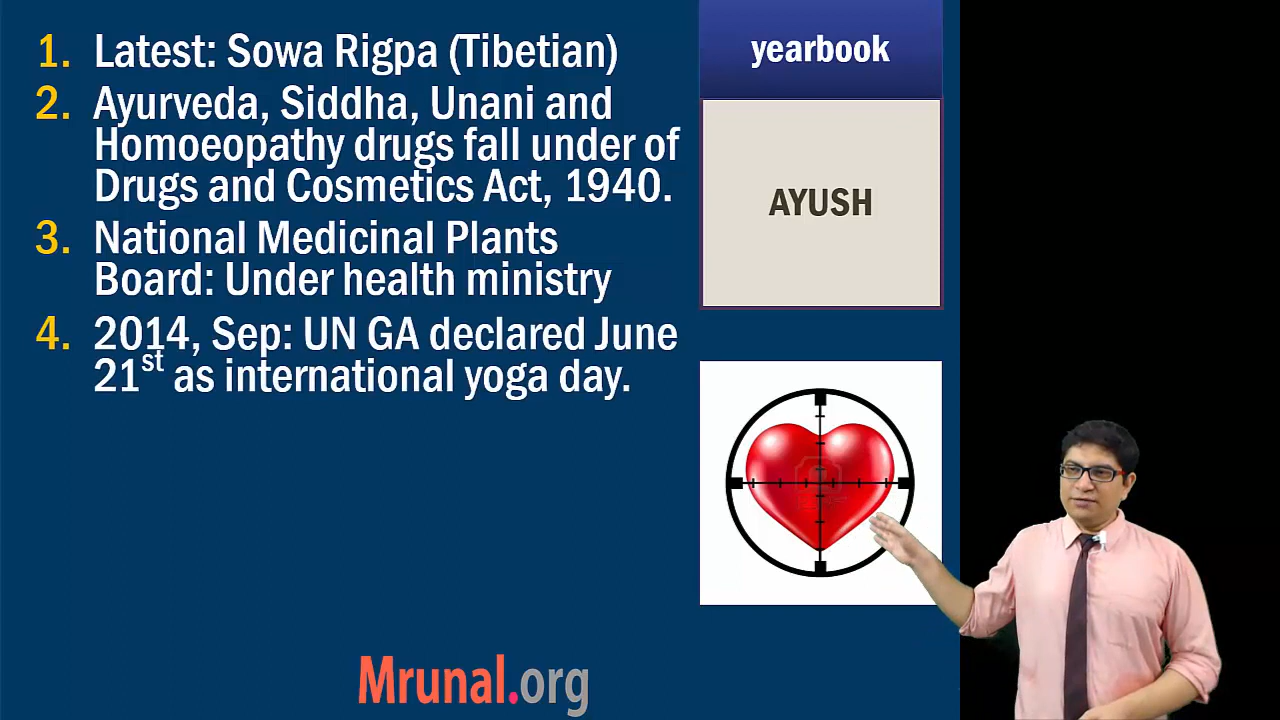 1. Latest: Sowa Rigpa (Tibetian)
2. Ayurveda, Siddha, Unani and
Homoeopathy drugs fall under of
Drugs and Cosmetics Act, 1940.
3. National Medicinal Plants
Board: Under health ministry
4. 2014, Sep: UN GA declared June
21st as international yoga day.
yearbook
AYUSH
Mrunal.org